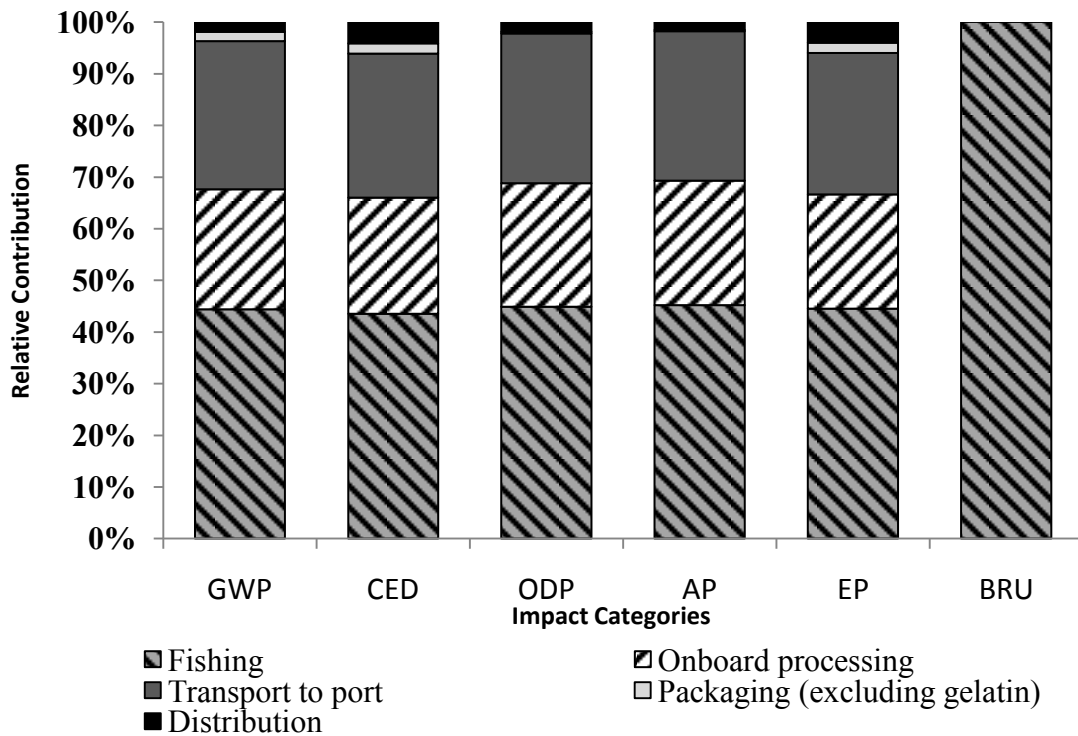 100%
90%
80%
70%
60%
50%
40%
30%
20%
10%
0%
Relative Contribution
GWP CED ODP AP EP BRU
Impact Categories
Fishing Onboard processing
Transport to port Packaging (excluding gelatin)
Distribution